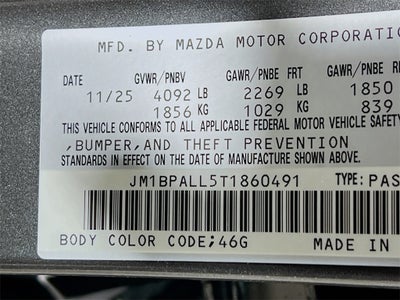 MFD. BY MAZDA MOTOR CORPORATIO
DATE GVWR/PNBV GAWR/PNBE FRT GAWR/PNBE RE
11/25 4092 LB 2269 LB 1850
1856 KG 1029 KG 839
THIS VEHICLE CONFORMS TO ALL APPLICABLE FEDERAL MOTOR VEHICLE SAFETY
,BUMPER,AND THEFT PREVENTION
STANDARDS IN EFFECT ON THE DATE OF MANUFACTURE SHOWN ABOVE.
JM1BPALL5T1860491 TYPE: PAS
BODY COLOR CODE;46G MADE IN